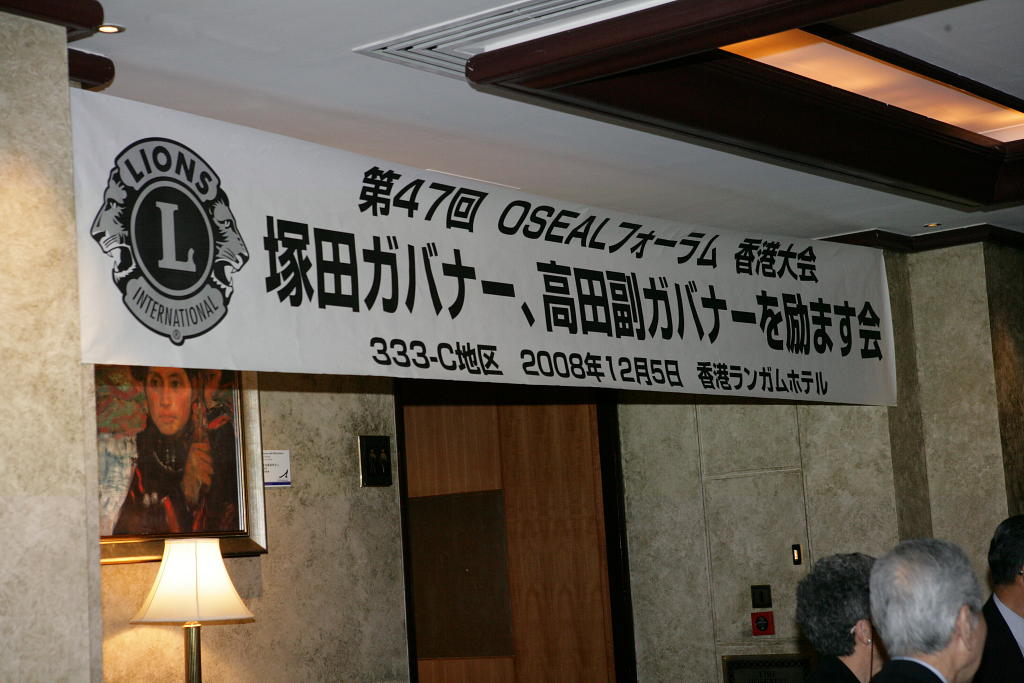 LIONS
L
INTERNATIONAL
®
第47回 OSEALフォーラム 香港大会
塚田ガバナー、高田副ガバナーを励ます会
333-C地区 2008年12月5日 香港ランガムホテル